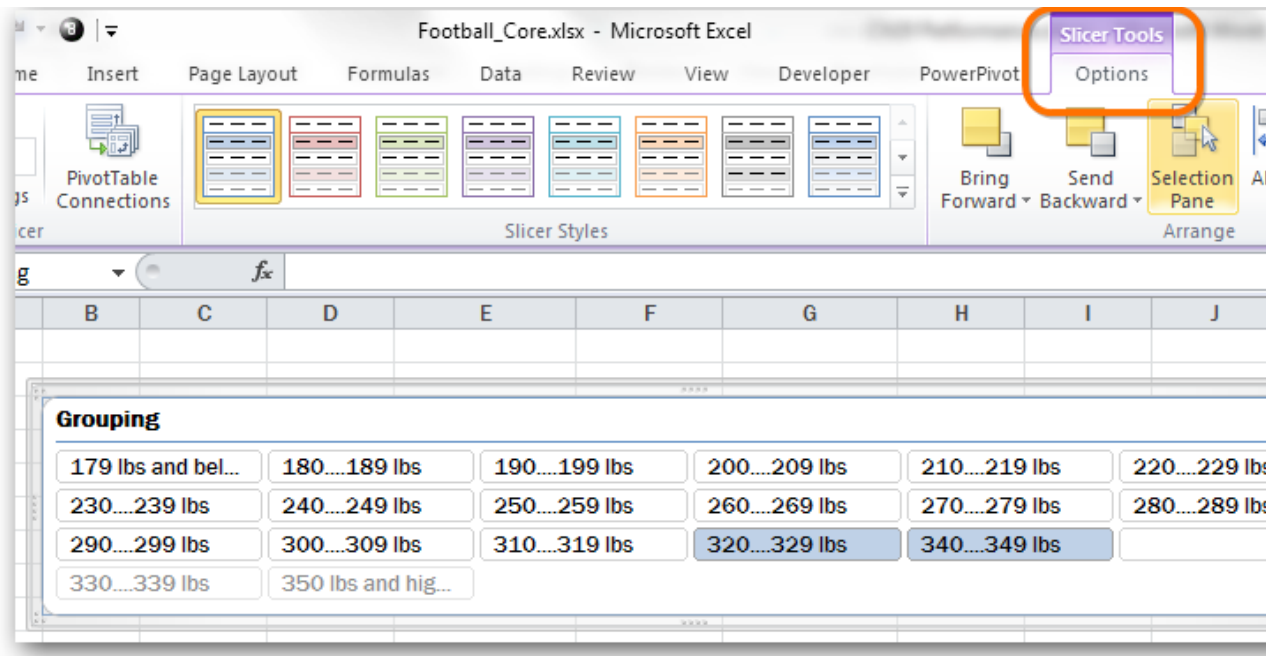 Football_Core.xlsx - Microsoft Excel
Slicer Tools
me Insert Page Layout Formulas Data Review View Developer PowerPivot Options
PivotTable
Connections
Bring
Forward
Send
Backward
Selection
Pane
gs
Al
icer
Slicer Styles
Arrange
g
fx
B C D E F G H I J
Grouping
179 lbs and bel... 180....189 lbs 190....199 lbs 200....209 lbs 210....219 lbs 220....229 lbs
230....239 lbs 240....249 lbs 250....259 lbs 260....269 lbs 270....279 lbs 280....289 lbs
290....299 lbs 300....309 lbs 310....319 lbs 320....329 lbs 340....349 lbs
330....339 lbs 350 lbs and hig...